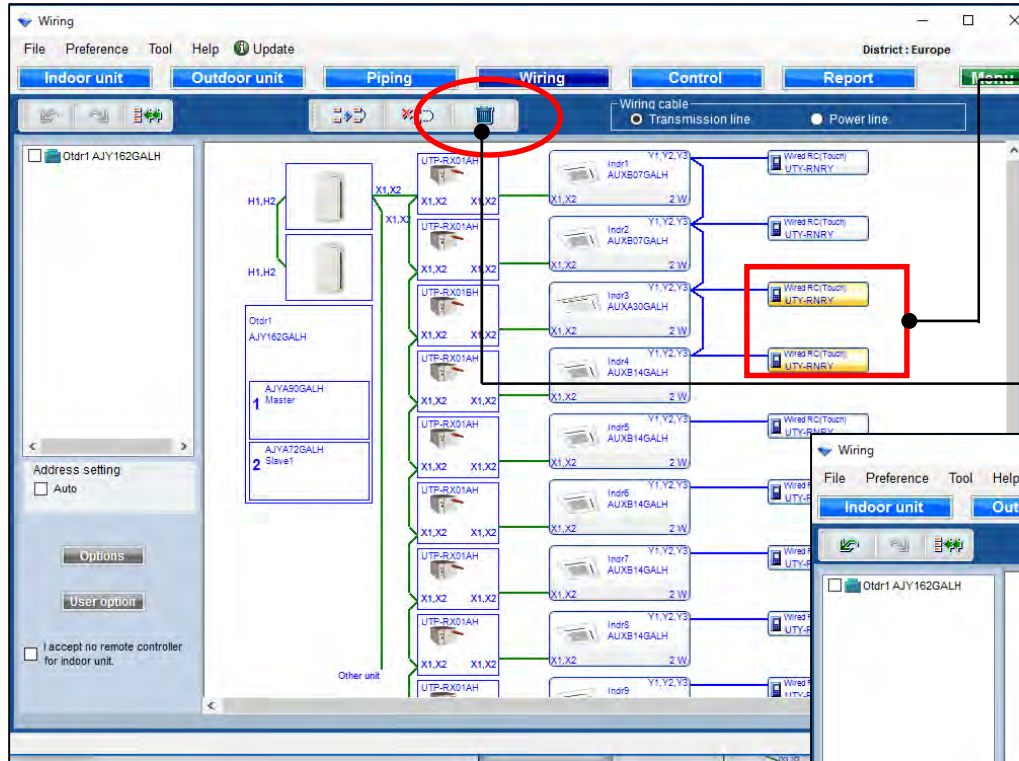 Wiring
File Preference Tool Help Update
District : Europe
Indoor unit Outdoor unit Piping Wiring Control Report Menu
Wiring cable
Transmission line Power line
Otdr1 AJY162GALH
Address setting
Auto
Options
User option
I accept no remote controller
for indoor unit.
H1,H2
H1,H2
X1,X2
X1,X2
Otdr1
AJY162GALH
AJYA90GALH
1 Master
AJYA72GALH
2 Slave1
Other unit
UTP-RX01AH
X1,X2 X1,X2
Indr1 Y1,Y2,Y3
AUXB07GALH
X1,X2 2 W
Wired RC(Touch)
UTY-RNRY
UTP-RX01AH
X1,X2 X1,X2
Indr2 Y1,Y2,Y3
AUXB07GALH
X1,X2 2 W
Wired RC(Touch)
UTY-RNRY
UTP-RX01BH
X1,X2 X1,X2
Indr3 Y1,Y2,Y3
AUXA30GALH
X1,X2 2 W
Wired RC(Touch)
UTY-RNRY
UTP-RX01AH
X1,X2 X1,X2
Indr4 Y1,Y2,Y3
AUXB14GALH
X1,X2 2 W
Wired RC(Touch)
UTY-RNRY
UTP-RX01AH
X1,X2 X1,X2
Indr5 Y1,Y2,Y3
AUXB14GALH
X1,X2 2 W
Wired RC(Touch)
UTY-RNRY
UTP-RX01AH
X1,X2 X1,X2
Indr6 Y1,Y2,Y3
AUXB14GALH
X1,X2 2 W
Wired
UTY-
UTP-RX01AH
X1,X2 X1,X2
Indr7 Y1,Y2,Y3
AUXB14GALH
X1,X2 2 W
Wired
UTY-
UTP-RX01AH
X1,X2 X1,X2
Indr8 Y1,Y2,Y3
AUXB14GALH
X1,X2 2 W
Wired
UTY-
UTP-RX01AH
Indr9 Y1,Y2,Y3
Wired
Wiring
File Preference Tool Help
Indoor unit Out
Otdr1 AJY162GALH